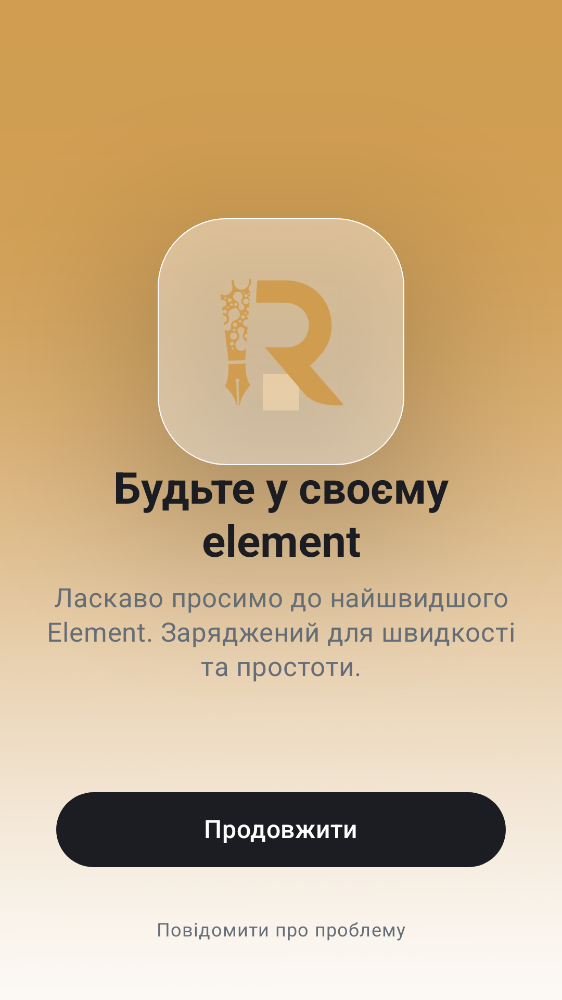 R
Будьте у своєму
element
Ласкаво просимо до найшвидшого
Element. Заряджений для швидкості
та простоти.
Продовжити
Повідомити про проблему